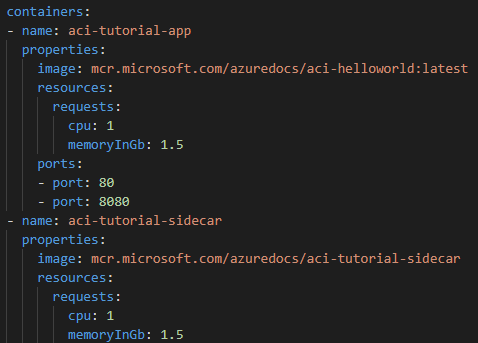 containers:
- name: aci-tutorial-app
  properties:
    image: mcr.microsoft.com/azuredocs/aci-helloworld:latest
    resources:
      requests:
        cpu: 1
        memoryInGb: 1.5
    ports:
    - port: 80
    - port: 8080
- name: aci-tutorial-sidecar
  properties:
    image: mcr.microsoft.com/azuredocs/aci-tutorial-sidecar
    resources:
      requests:
        cpu: 1
        memoryInGb: 1.5